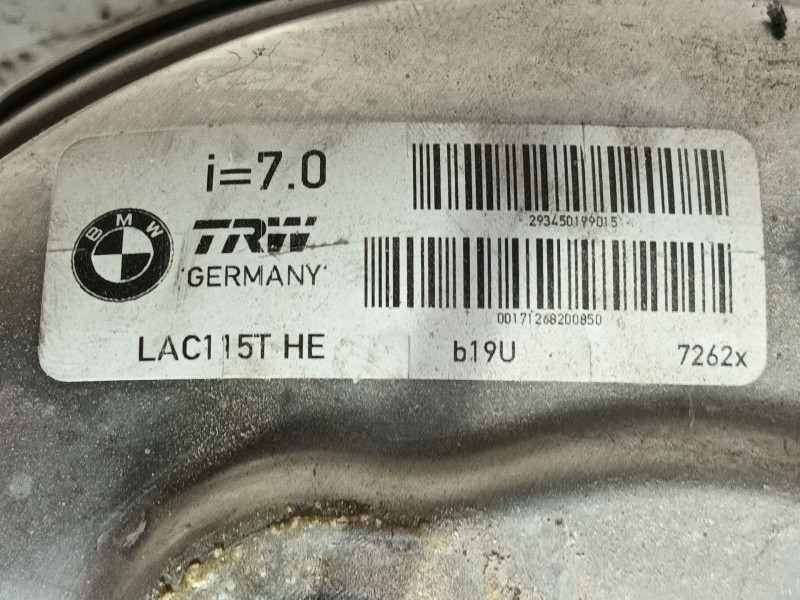 i=7.0
293450199015
BMW
TRW
GERMANY
00171268200850
LAC115T HE b19U 7262x